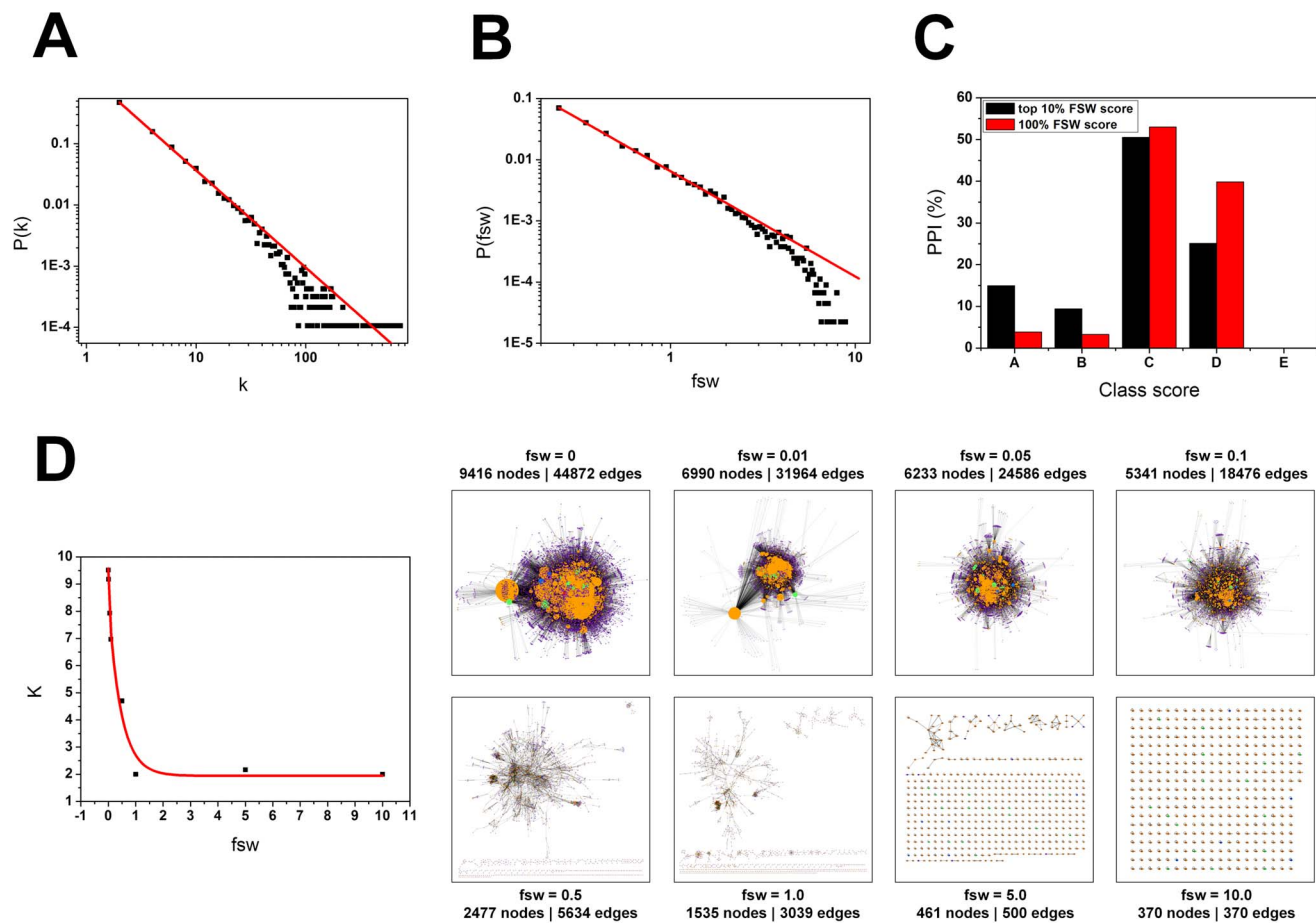 A
P(k)
0.1
0.01
1E-3
1E-4
1
10
100
k
B
P(fsw)
0.1
0.01
1E-3
1E-4
1E-5
1
10
fsw
C
PPI (%)
60
55
50
45
40
35
30
25
20
15
10
5
0
top 10% FSW score
100% FSW score
A B C D E
Class score
D
K
10
9
8
7
6
5
4
3
2
1
-1 0 1 2 3 4 5 6 7 8 9 10 11
fsw
fsw = 0
9416 nodes | 44872 edges
fsw = 0.01
6990 nodes | 31964 edges
fsw = 0.05
6233 nodes | 24586 edges
fsw = 0.1
5341 nodes | 18476 edges
fsw = 0.5
2477 nodes | 5634 edges
fsw = 1.0
1535 nodes | 3039 edges
fsw = 5.0
461 nodes | 500 edges
fsw = 10.0
370 nodes | 370 edges